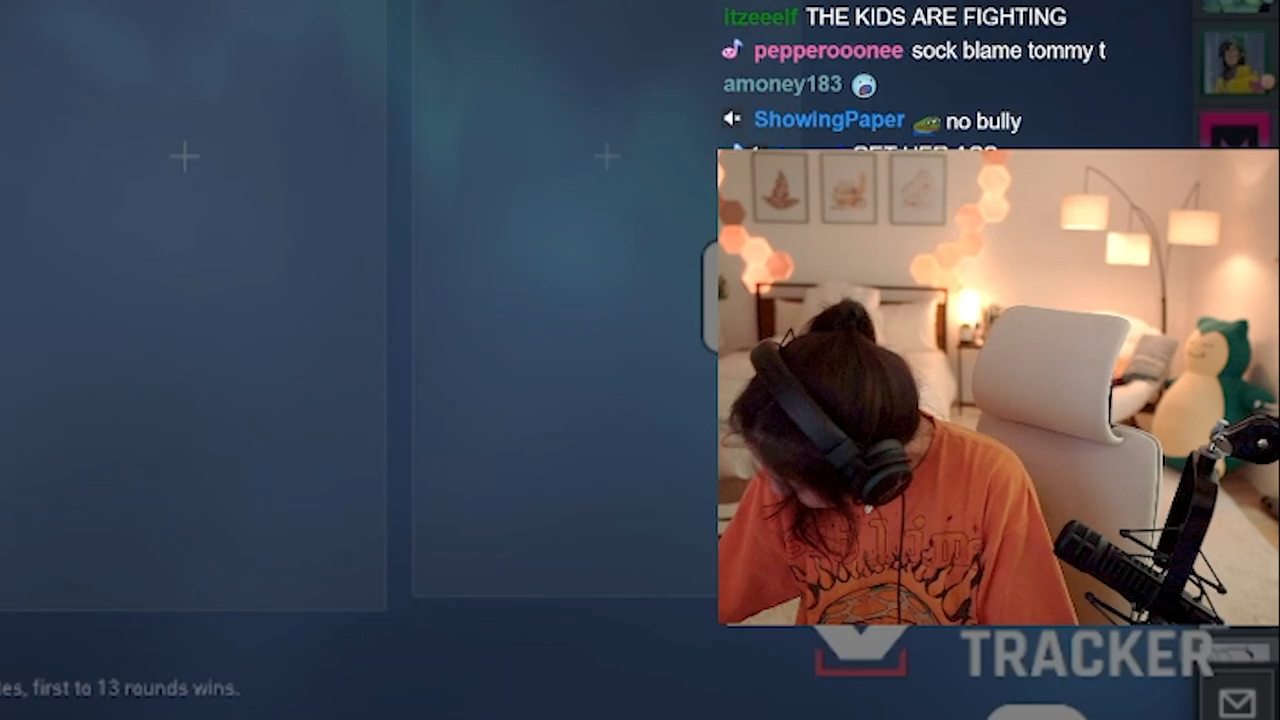 itzeeelf THE KIDS ARE FIGHTING
pepperooonee sock blame tommy t
amoney183
ShowingPaper no bully
TRACKER
es, first to 13 rounds wins.